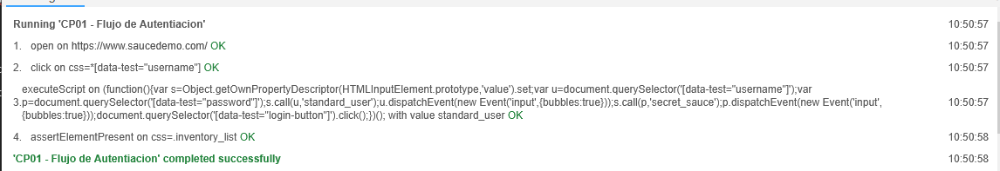 Running 'CP01 - Flujo de Autentiacion' 10:50:57
1. open on https://www.saucedemo.com/ OK 10:50:57
2. click on css=*[data-test="username"] OK 10:50:57
executeScript on (function(){var s=Object.getOwnPropertyDescriptor(HTMLInputElement.prototype,'value').set;var u=document.querySelector('[data-test="username"]');var
3. p=document.querySelector('[data-test="password"]');s.call(u,'standard_user');u.dispatchEvent(new Event('input',{bubbles:true}));s.call(p,'secret_sauce');p.dispatchEvent(new Event('input', 10:50:57
{bubbles:true}));document.querySelector('[data-test="login-button"]').click();})(); with value standard_user OK
4. assertElementPresent on css=.inventory_list OK 10:50:58
'CP01 - Flujo de Autentiacion' completed successfully 10:50:58